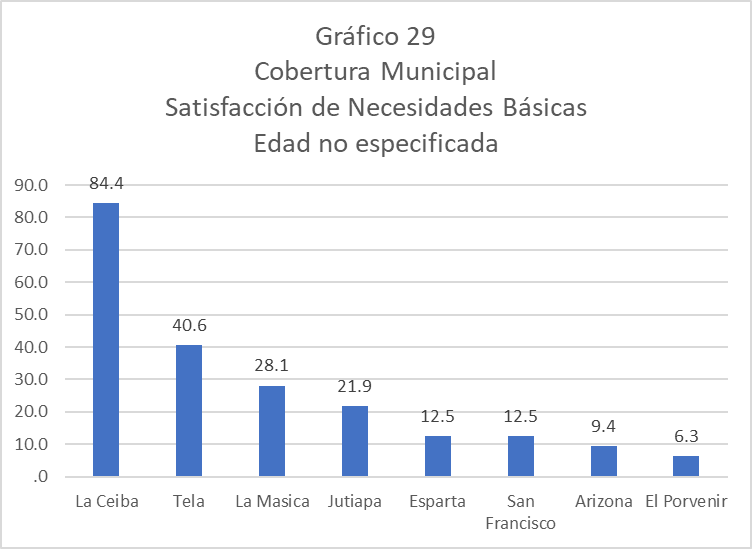 Gráfico 29
Cobertura Municipal
Satisfacción de Necesidades Básicas
Edad no especificada
90.0
80.0
70.0
60.0
50.0
40.0
30.0
20.0
10.0
.0
84.4
40.6
28.1
21.9
12.5
12.5
9.4
6.3
La Ceiba
Tela
La Masica
Jutiapa
Esparta
San
Francisco
Arizona
El Porvenir